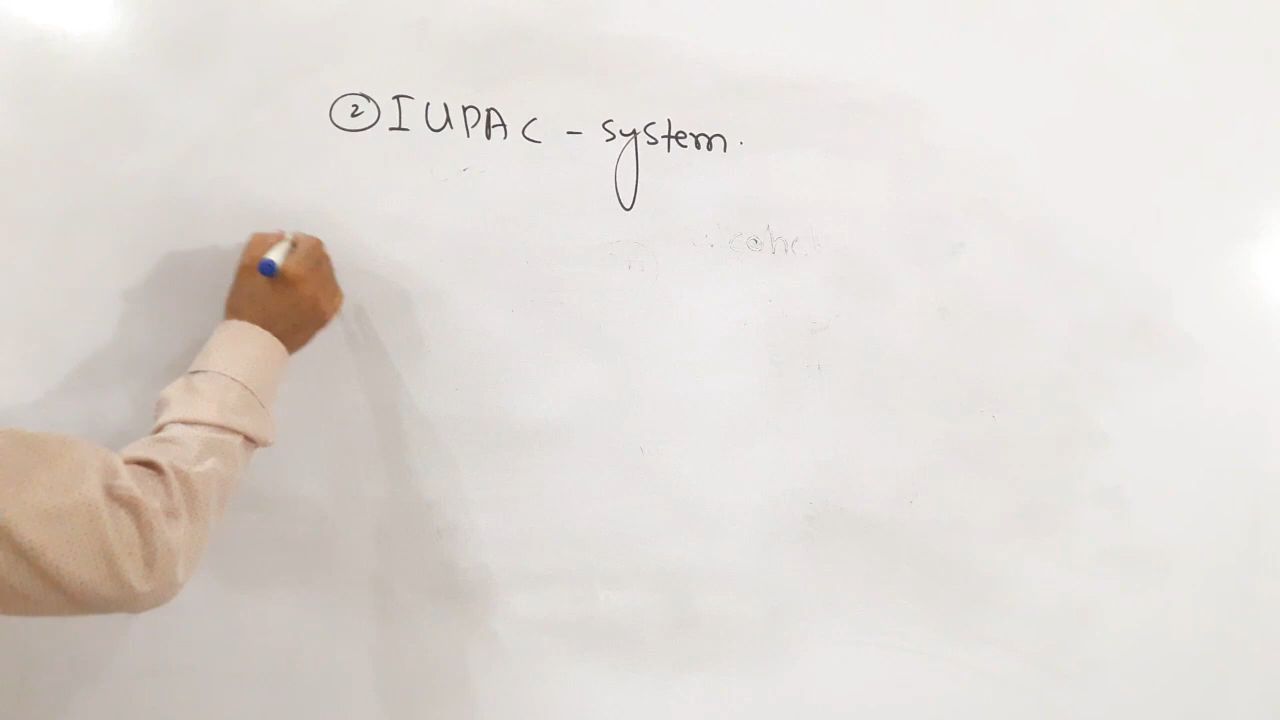 ② IUPAC - system.